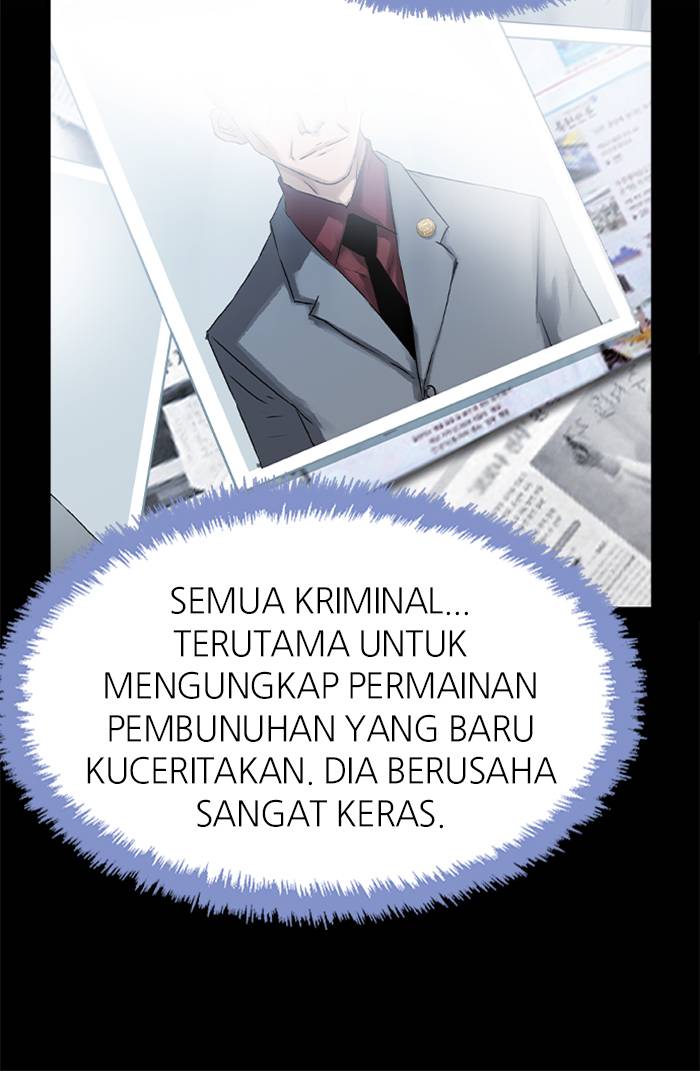 SEMUA KRIMINAL...
TERUTAMA UNTUK
MENGUNGKAP PERMAINAN
PEMBUNUHAN YANG BARU
KUCERITAKAN. DIA BERUSAHA
SANGAT KERAS.